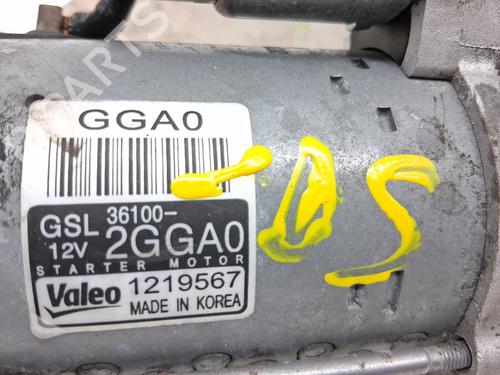 GGA0
GSL 36100-
12V 2GGA0
STARTER MOTOR
Valeo 1219567
MADE IN KOREA